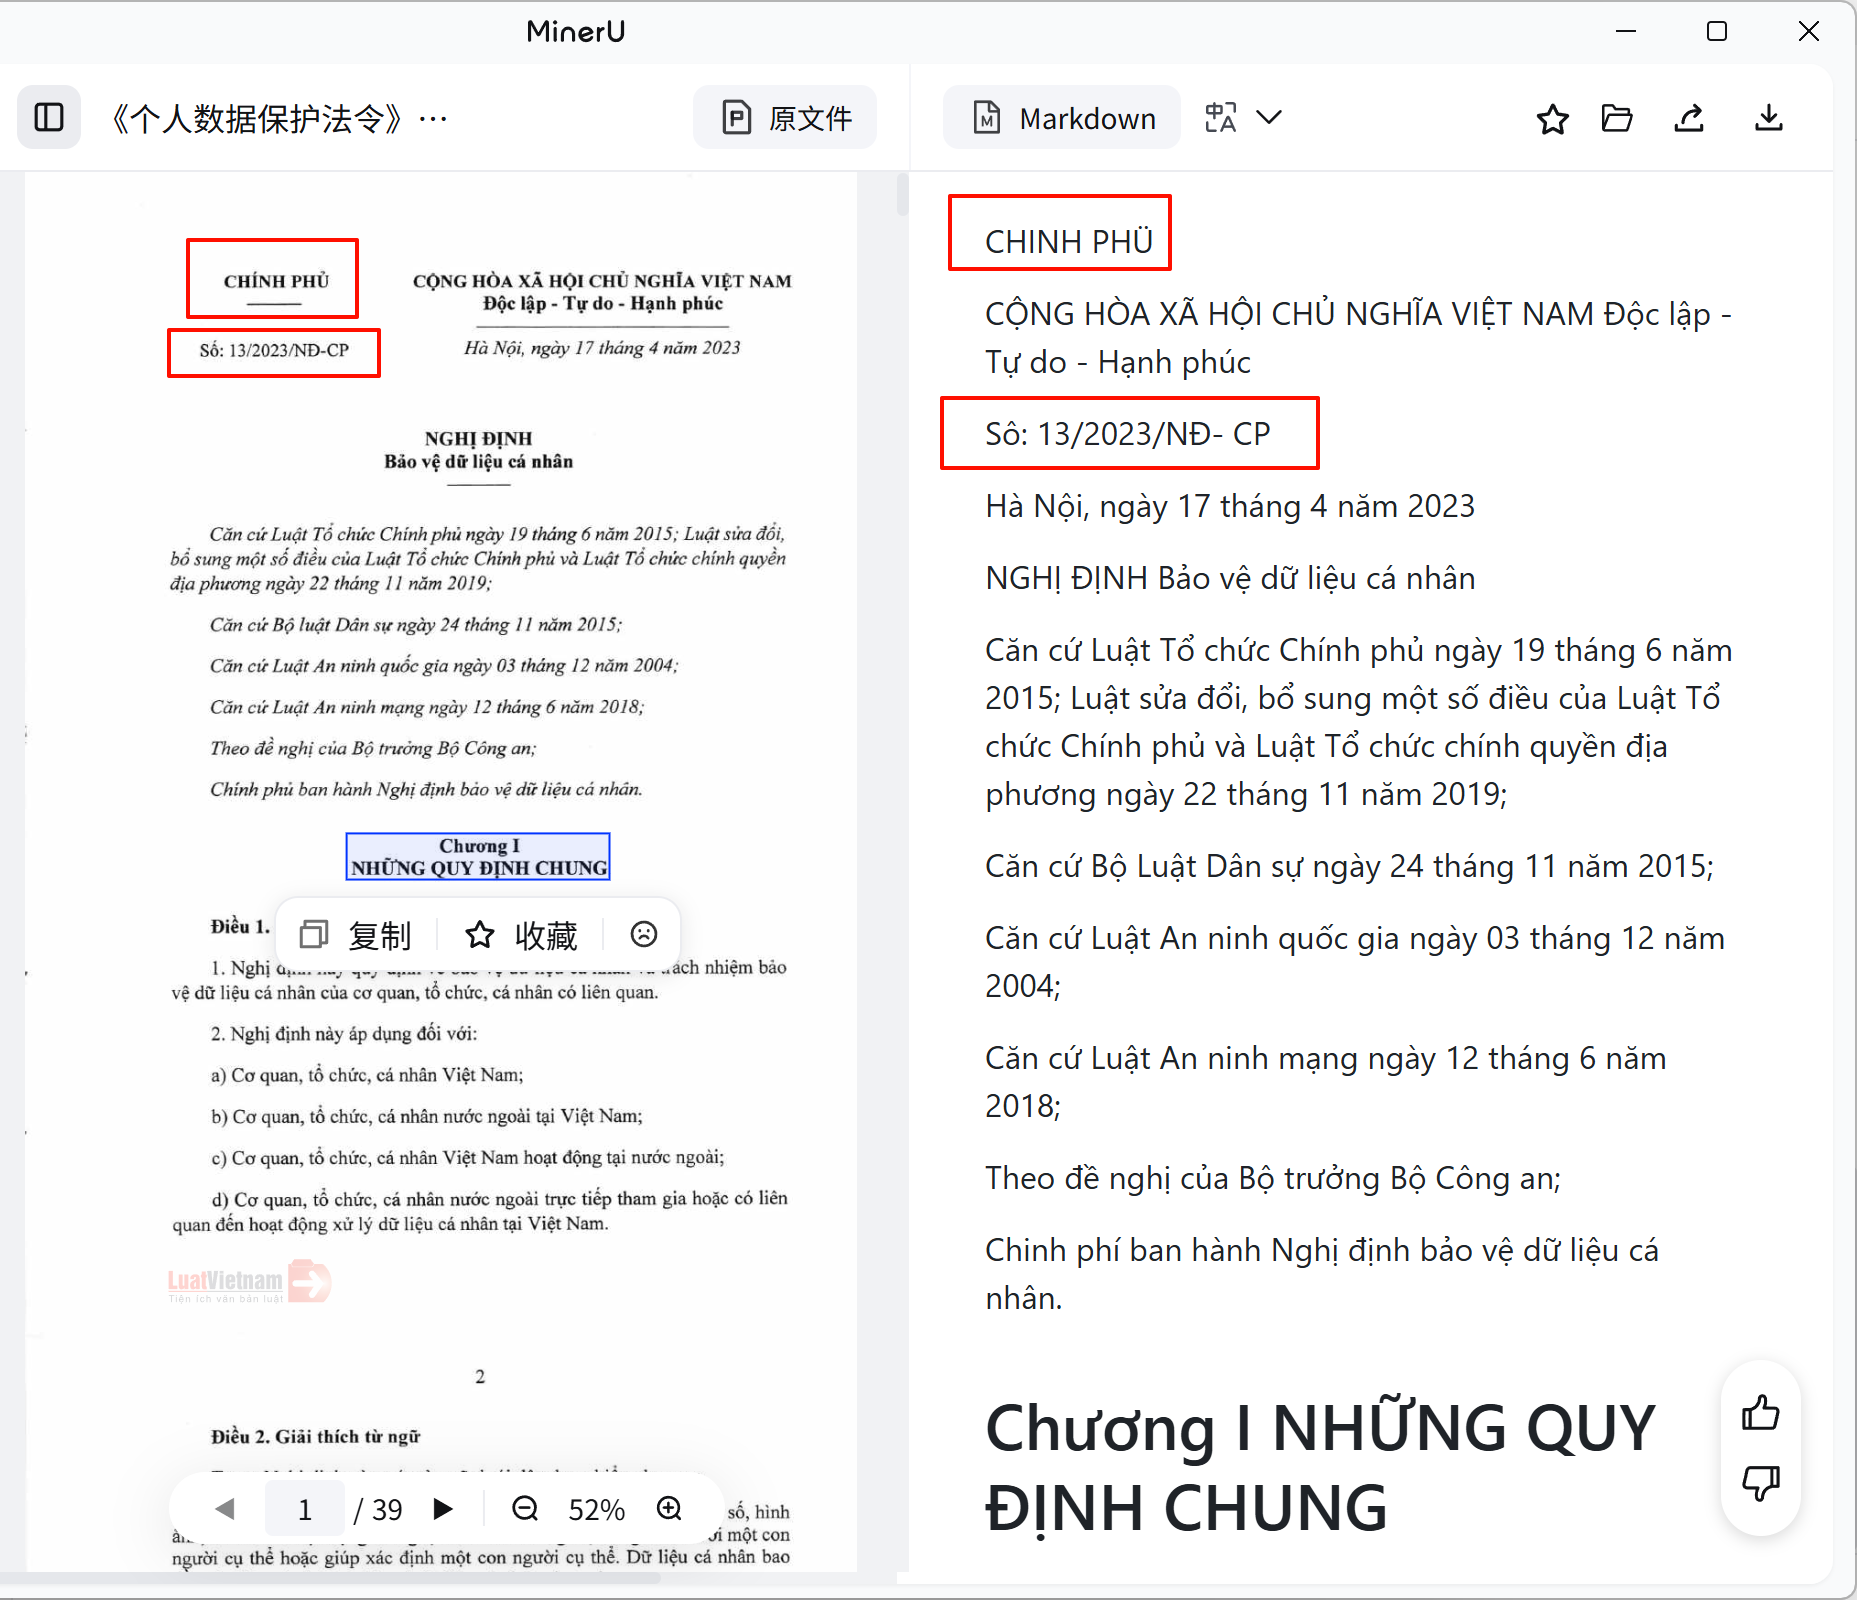 MinerU
《个人数据保护法令》 ···
原文件
Markdown
CHÍNH PHỦ
CỘNG HÒA XÃ HỘI CHỦ NGHĨA VIỆT NAM
Độc lập - Tự do - Hạnh phúc
Số: 13/2023/NĐ-CP
Hà Nội, ngày 17 tháng 4 năm 2023
NGHỊ ĐỊNH
Bảo vệ dữ liệu cá nhân
Căn cứ Luật Tổ chức Chính phủ ngày 19 tháng 6 năm 2015; Luật sửa đổi,
bổ sung một số điều của Luật Tổ chức Chính phủ và Luật Tổ chức chính quyền
địa phương ngày 22 tháng 11 năm 2019;
Căn cứ Bộ luật Dân sự ngày 24 tháng 11 năm 2015;
Căn cứ Luật An ninh quốc gia ngày 03 tháng 12 năm 2004;
Căn cứ Luật An ninh mạng ngày 12 tháng 6 năm 2018;
Theo đề nghị của Bộ trưởng Bộ Công an;
Chính phủ ban hành Nghị định bảo vệ dữ liệu cá nhân.
Chương I
NHỮNG QUY ĐỊNH CHUNG
Điều 1.
复制 收藏
1. Nghị trách nhiệm bảo
vệ dữ liệu cá nhân của cơ quan, tổ chức, cá nhân có liên quan.
2. Nghị định này áp dụng đối với:
a) Cơ quan, tổ chức, cá nhân Việt Nam;
b) Cơ quan, tổ chức, cá nhân nước ngoài tại Việt Nam;
c) Cơ quan, tổ chức, cá nhân Việt Nam hoạt động tại nước ngoài;
d) Cơ quan, tổ chức, cá nhân nước ngoài trực tiếp tham gia hoặc có liên
quan đến hoạt động xử lý dữ liệu cá nhân tại Việt Nam.
LuatVietnam
Tiện ích văn bản luật
2
Điều 2. Giải thích từ ngữ
1 / 39 52%
số, hình
một con
người cụ thể hoặc giúp xác định một con người cụ thể. Dữ liệu cá nhân bao
CHINH PHÜ
CỘNG HÒA XÃ HỘI CHỦ NGHĨA VIỆT NAM Độc lập -
Tự do - Hạnh phúc
Sô: 13/2023/NĐ- CP
Hà Nội, ngày 17 tháng 4 năm 2023
NGHỊ ĐỊNH Bảo vệ dữ liệu cá nhân
Căn cứ Luật Tổ chức Chính phủ ngày 19 tháng 6 năm
2015; Luật sửa đổi, bổ sung một số điều của Luật Tổ
chức Chính phủ và Luật Tổ chức chính quyền địa
phương ngày 22 tháng 11 năm 2019;
Căn cứ Bộ Luật Dân sự ngày 24 tháng 11 năm 2015;
Căn cứ Luật An ninh quốc gia ngày 03 tháng 12 năm
2004;
Căn cứ Luật An ninh mạng ngày 12 tháng 6 năm
2018;
Theo đề nghị của Bộ trưởng Bộ Công an;
Chinh phí ban hành Nghị định bảo vệ dữ liệu cá
nhân.
Chương I NHỮNG QUY
ĐỊNH CHUNG